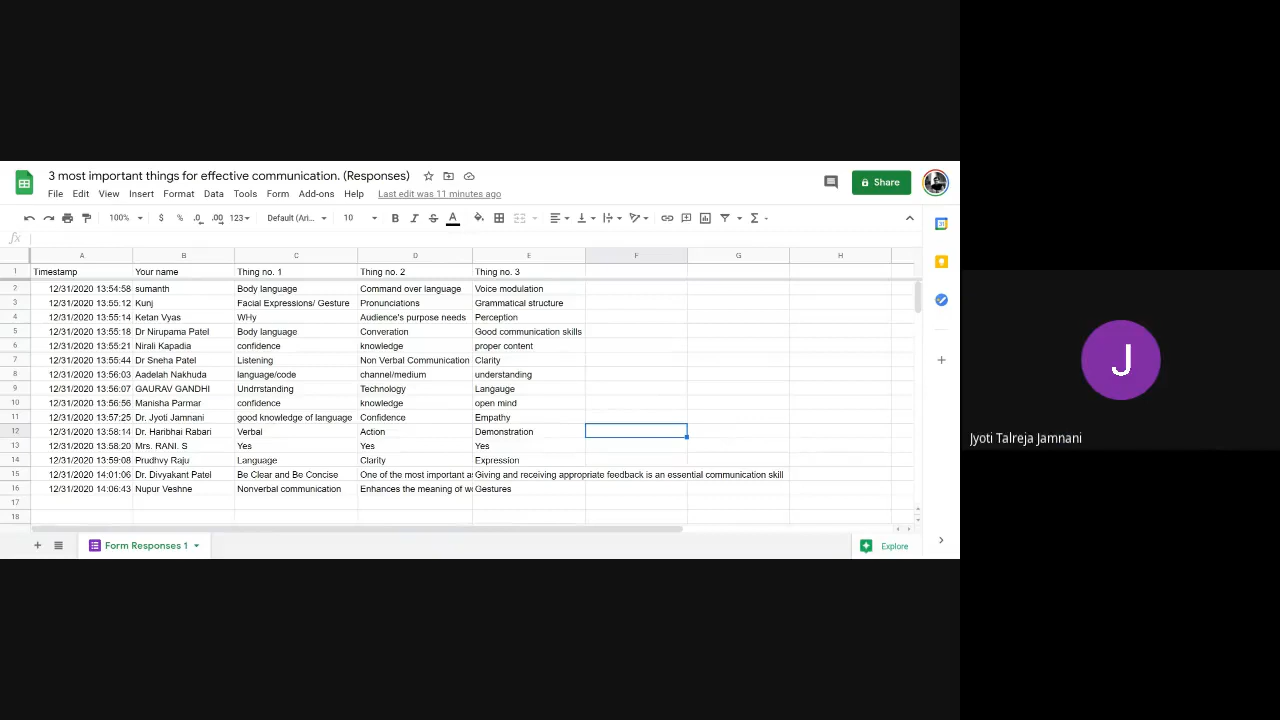 3 most important things for effective communication. (Responses)
File Edit View Insert Format Data Tools Form Add-ons Help Last edit was 11 minutes ago
Share
100% $ % .0 .00 123 Default (Ari... 10 B I S A Σ
fx
A B C D E F G H
1 Timestamp Your name Thing no. 1 Thing no. 2 Thing no. 3
2 12/31/2020 13:54:58 sumanth Body language Command over language Voice modulation
3 12/31/2020 13:55:12 Kunj Facial Expressions/ Gesture Pronunciations Grammatical structure
4 12/31/2020 13:55:14 Ketan Vyas WHy Audience's purpose needs Perception
5 12/31/2020 13:55:18 Dr Nirupama Patel Body language Converation Good communication skills
6 12/31/2020 13:55:21 Nirali Kapadia confidence knowledge proper content
7 12/31/2020 13:55:44 Dr Sneha Patel Listening Non Verbal Communication Clarity
8 12/31/2020 13:56:03 Aadelah Nakhuda language/code channel/medium understanding
9 12/31/2020 13:56:07 GAURAV GANDHI Undrrstanding Technology Langauge
10 12/31/2020 13:56:56 Manisha Parmar confidence knowledge open mind
11 12/31/2020 13:57:25 Dr. Jyoti Jamnani good knowledge of language Confidence Empathy
12 12/31/2020 13:58:14 Dr. Haribhai Rabari Verbal Action Demonstration
13 12/31/2020 13:58:20 Mrs. RANI. S Yes Yes Yes
14 12/31/2020 13:59:08 Prudhvy Raju Language Clarity Expression
15 12/31/2020 14:01:06 Dr. Divyakant Patel Be Clear and Be Concise One of the most important as Giving and receiving appropriate feedback is an essential communication skill
16 12/31/2020 14:06:43 Nupur Veshne Nonverbal communication Enhances the meaning of wo Gestures
17
18
Form Responses 1
Explore
J
Jyoti Talreja Jamnani